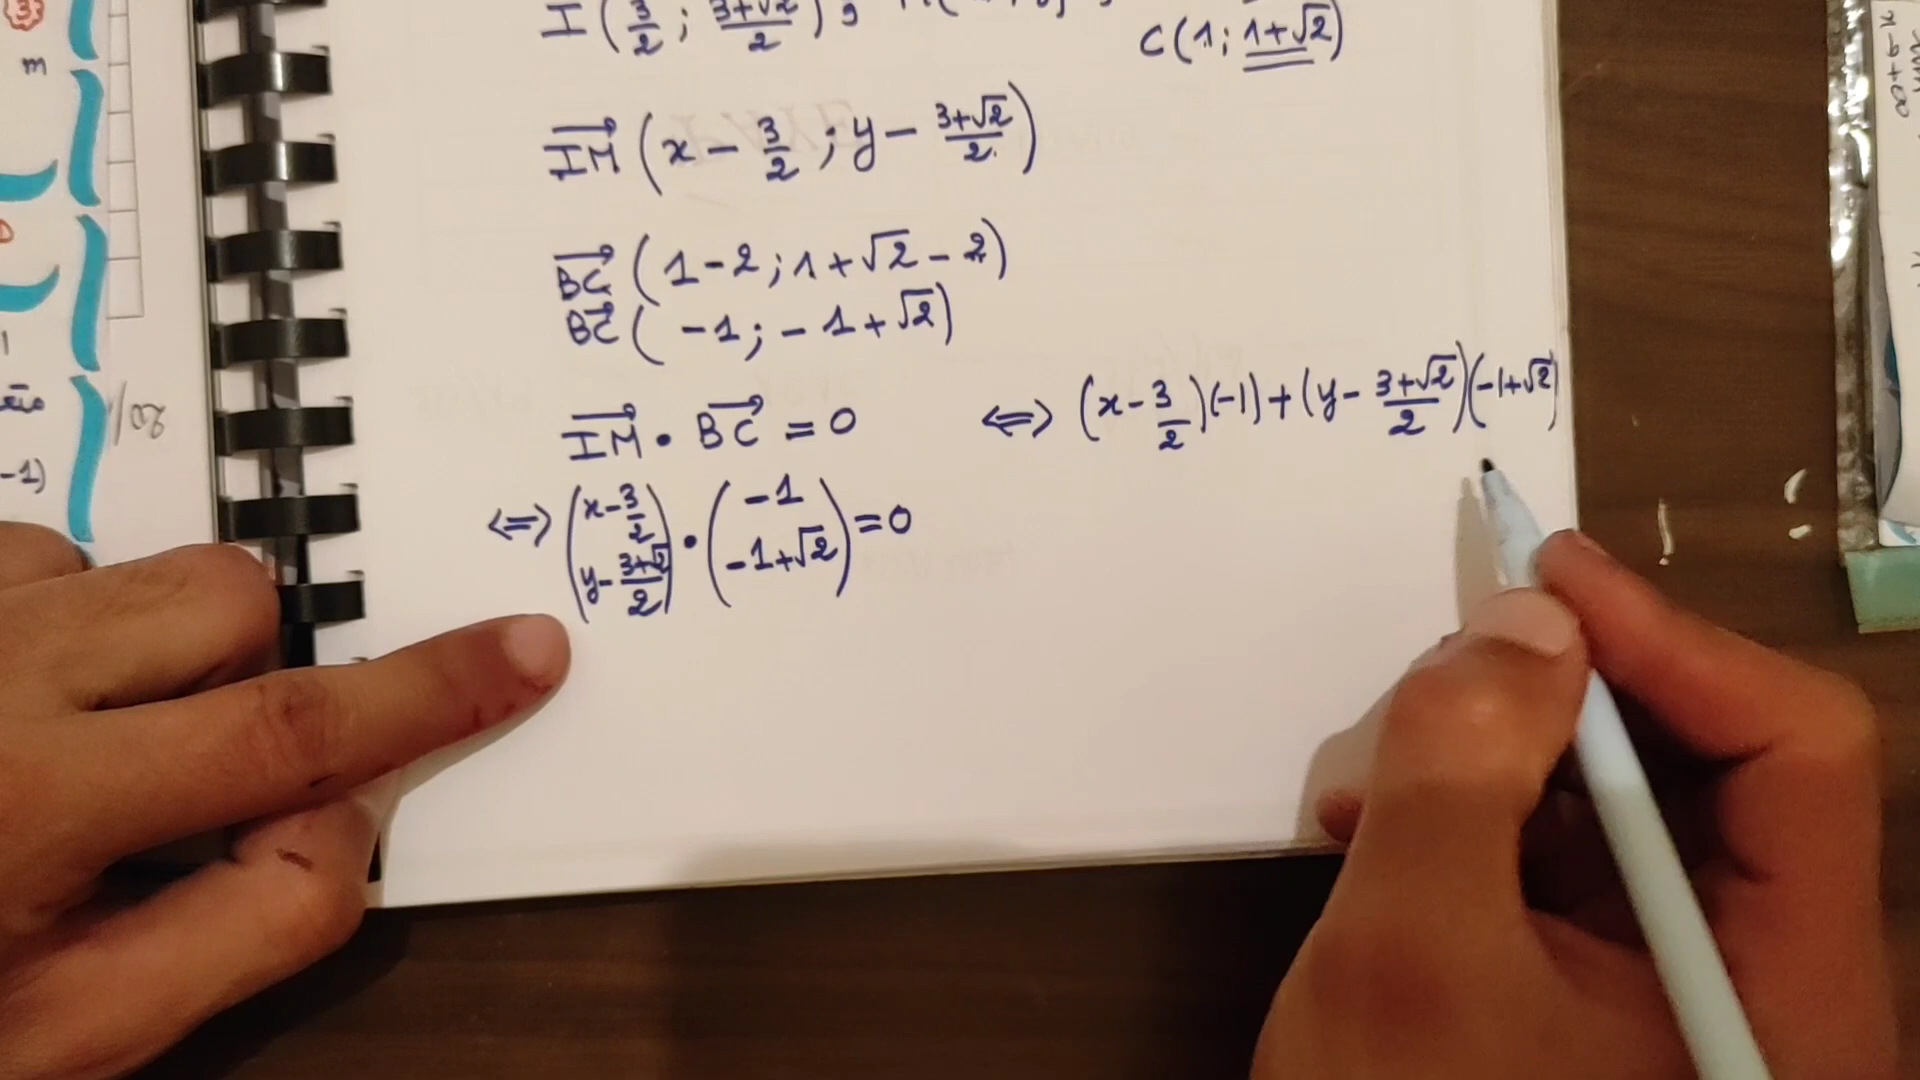 I(3/2; 3+√2/2),
C(1; 1+√2)
IM(x - 3/2; y - 3+√2/2)
BC(1-2; 1+√2-2)
BC(-1; -1+√2)
IM · BC = 0
⇔ (x-3/2)(-1)+(y-3+√2/2)(-1+√2)
⇔ (x-3/2 y-3+√2/2) · (-1 -1+√2) = 0
3
m
-1)